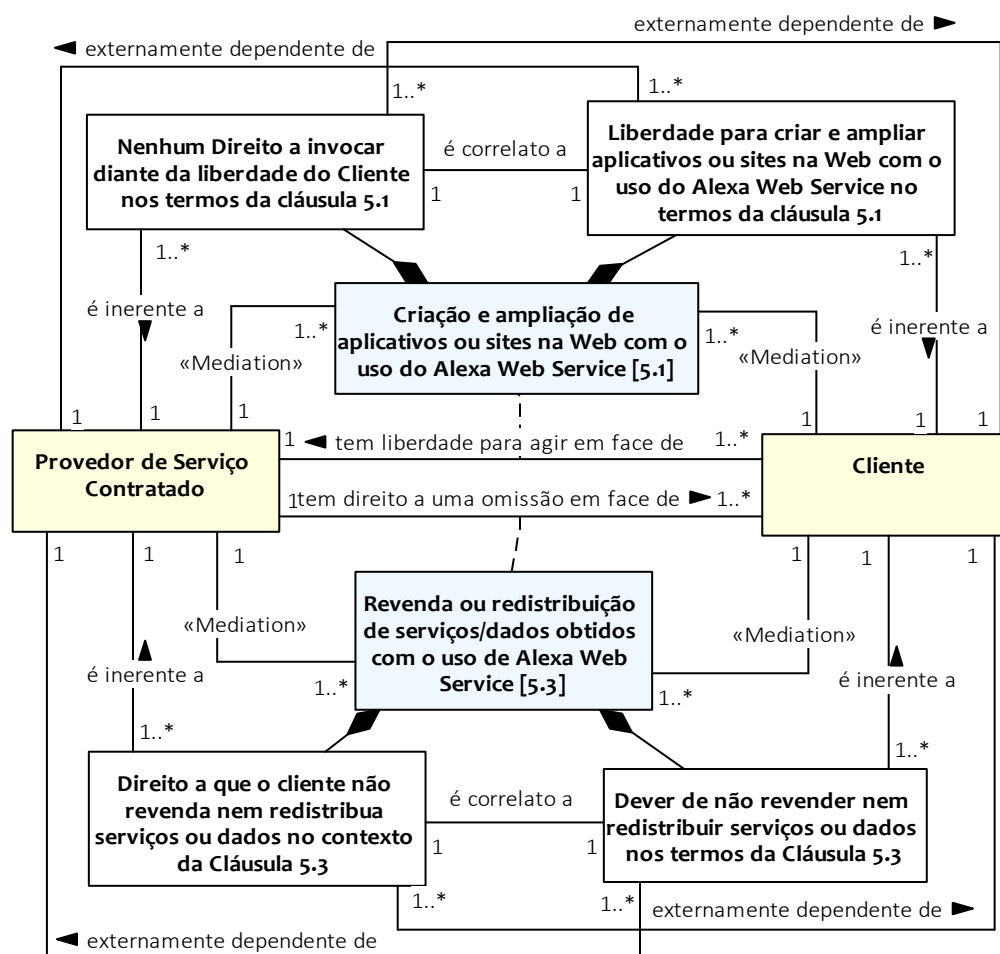 externamente dependente de
externamente dependente de
1..*
1..*
Nenhum Direito a invocar
diante da liberdade do Cliente
nos termos da cláusula 5.1
é correlato a
1
1
Liberdade para criar e ampliar
aplicativos ou sites na Web com o
uso do Alexa Web Service no
termos da cláusula 5.1
1..*
1..*
é inerente a
1..*
Criação e ampliação de
aplicativos ou sites na Web com o
uso do Alexa Web Service [5.1]
1..*
é inerente a
«Mediation»
«Mediation»
1
1
1
1
1
1
Provedor de Serviço
Contratado
1
tem liberdade para agir em face de
1..*
Cliente
1
tem direito a uma omissão em face de
1..*
1
1
1
1
1
1
«Mediation»
Revenda ou redistribuição
de serviços/dados obtidos
com o uso de Alexa Web
Service [5.3]
«Mediation»
é inerente a
1..*
1..*
é inerente a
1..*
1..*
Direito a que o cliente não
revenda nem redistribua
serviços ou dados no contexto
da Cláusula 5.3
é correlato a
1
1
Dever de não revender nem
redistribuir serviços ou dados
nos termos da Cláusula 5.3
1..*
1..*
externamente dependente de
externamente dependente de